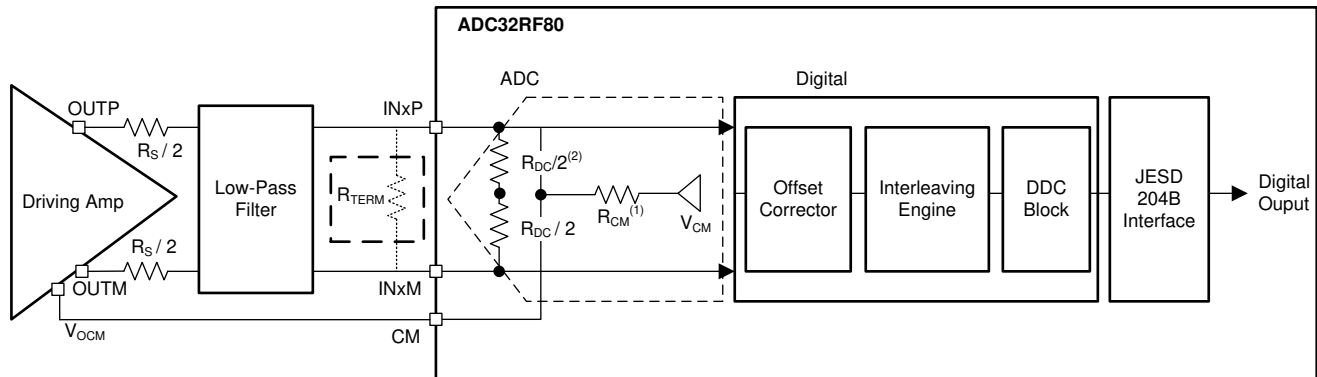 ADC32RF80
ADC
Digital
OUTP
INxP
R_S / 2
Driving Amp
Low-Pass
Filter
R_TERM
R_DC/2^(2)
R_DC / 2
R_CM^(1)
V_CM
Offset
Corrector
Interleaving
Engine
DDC
Block
JESD
204B
Interface
Digital
Ouput
R_S / 2
OUTM
INxM
V_OCM
CM